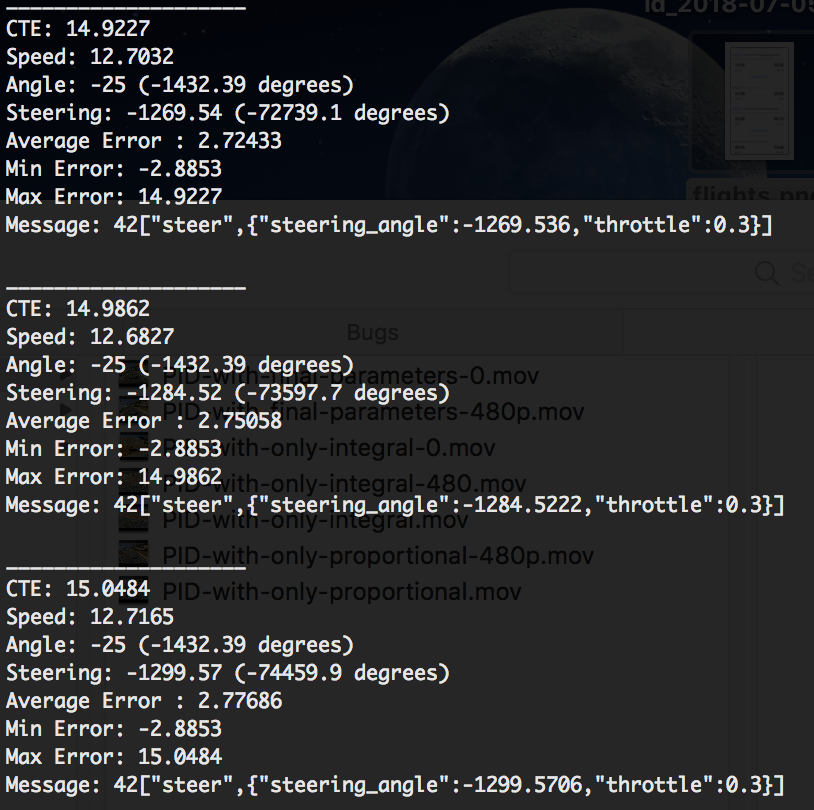 ld_2018-07-05
____________________
CTE: 14.9227
Speed: 12.7032
Angle: -25 (-1432.39 degrees)
Steering: -1269.54 (-72739.1 degrees)
Average Error : 2.72433
Min Error: -2.8853
Max Error: 14.9227
flights.png
Message: 42["steer",{"steering_angle":-1269.536,"throttle":0.3}]
____________________
CTE: 14.9862
Speed: 12.6827
Bugs
Angle: -25 (-1432.39 degrees)
PID-with-final-parameters-0.mov
Steering: -1284.52 (-73597.7 degrees)
PID-with-final-parameters-480p.mov
Average Error : 2.75058
Min Error: -2.8853
PID-with-only-integral-0.mov
Max Error: 14.9862
PID-with-only-integral-480.mov
Message: 42["steer",{"steering_angle":-1284.5222,"throttle":0.3}]
PID-with-only-integral.mov
PID-with-only-proportional-480p.mov
____________________
CTE: 15.0484
PID-with-only-proportional.mov
Speed: 12.7165
Angle: -25 (-1432.39 degrees)
Steering: -1299.57 (-74459.9 degrees)
Average Error : 2.77686
Min Error: -2.8853
Max Error: 15.0484
Message: 42["steer",{"steering_angle":-1299.5706,"throttle":0.3}]